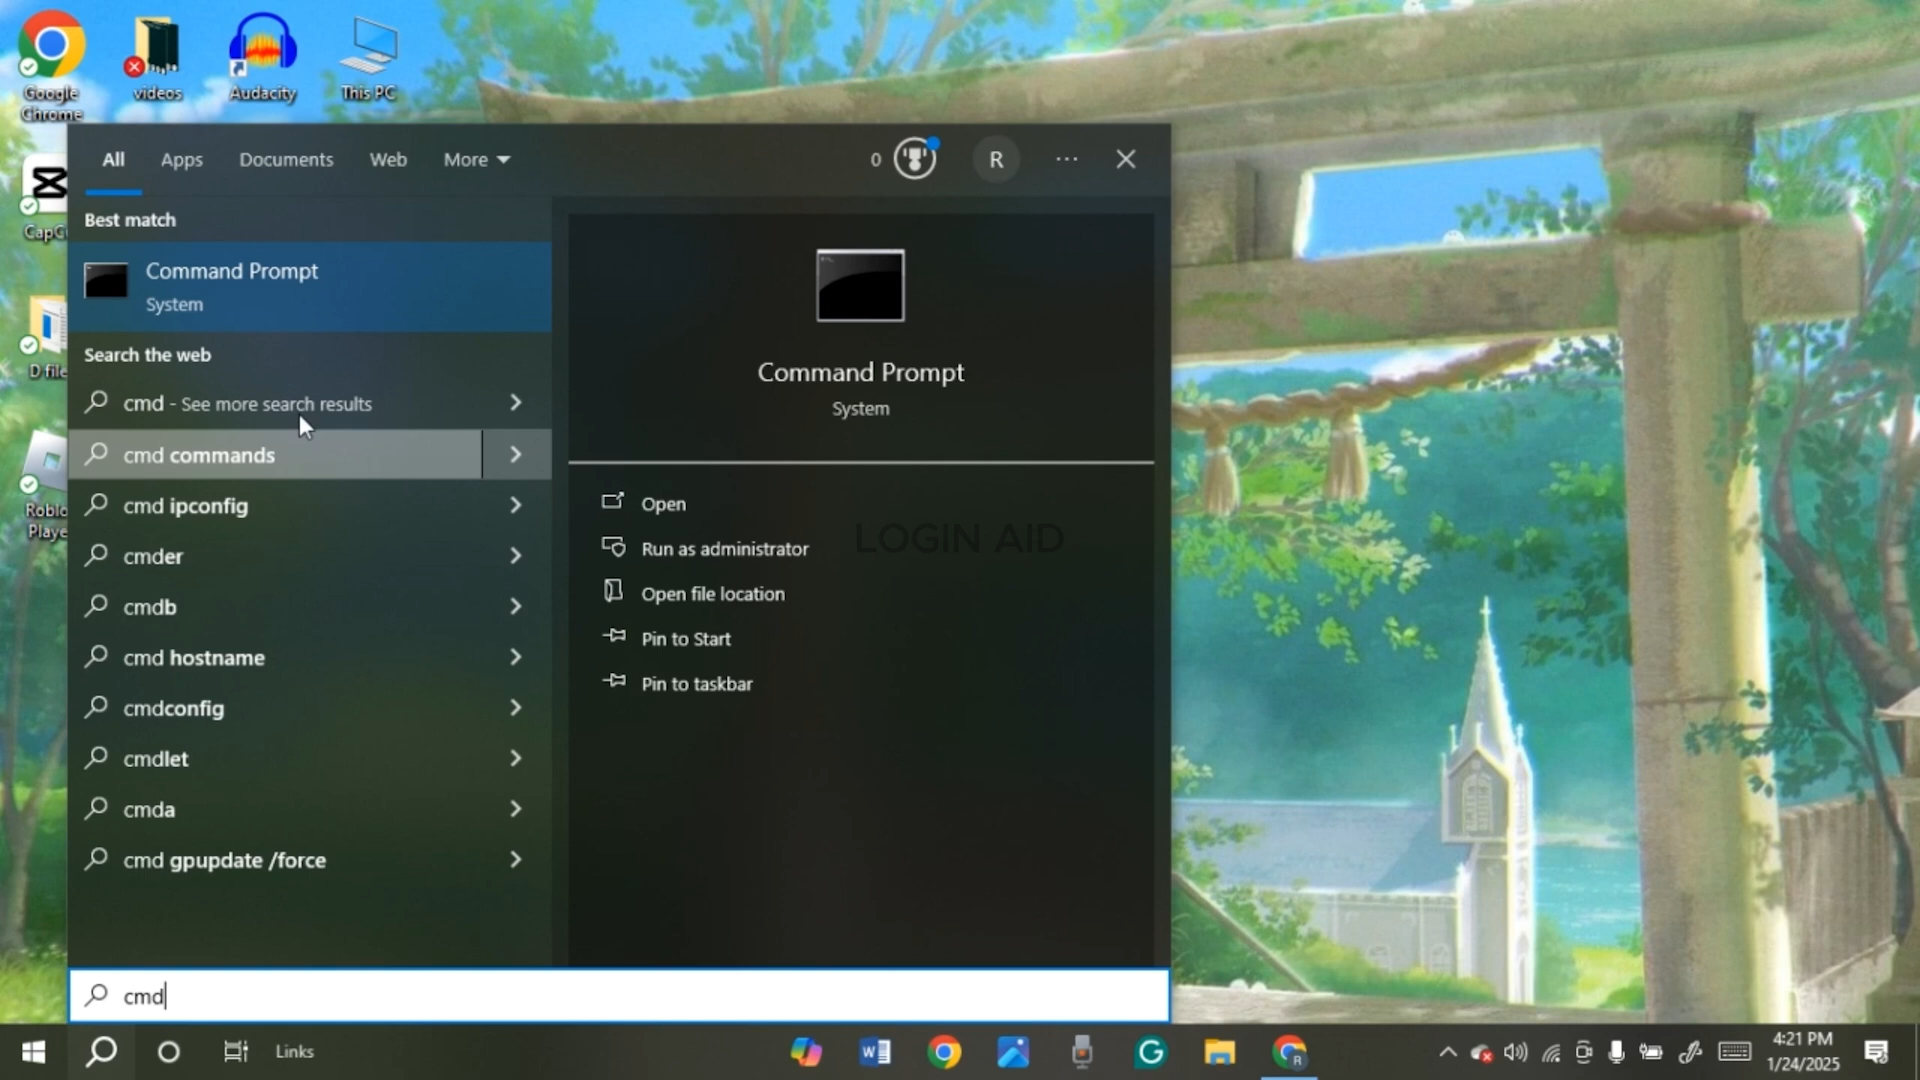 Google
Chrome
videos
Audacity
This PC
CapC
D file
Roblo
Playe
All
Apps
Documents
Web
More
0
R
Best match
Command Prompt
System
Search the web
cmd - See more search results
cmd commands
cmd ipconfig
cmder
cmdb
cmd hostname
cmdconfig
cmdlet
cmda
cmd gpupdate /force
Command Prompt
System
Open
Run as administrator
Open file location
Pin to Start
Pin to taskbar
LOGIN AID
cmd
Links
4:21 PM
1/24/2025